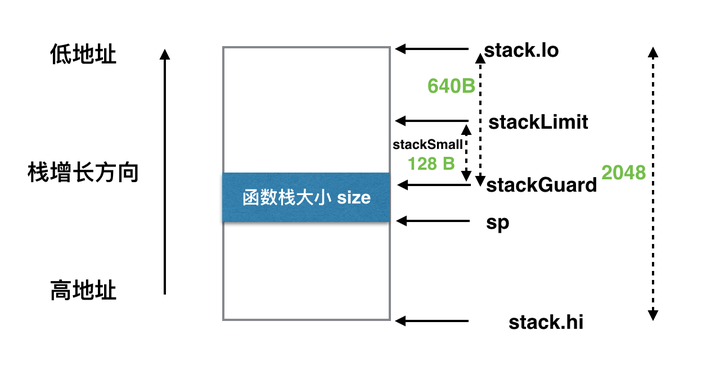 低地址
stack.lo
640B
stackLimit
stackSmall
128 B
栈增长方向
2048
stackGuard
函数栈大小 size
sp
高地址
stack.hi